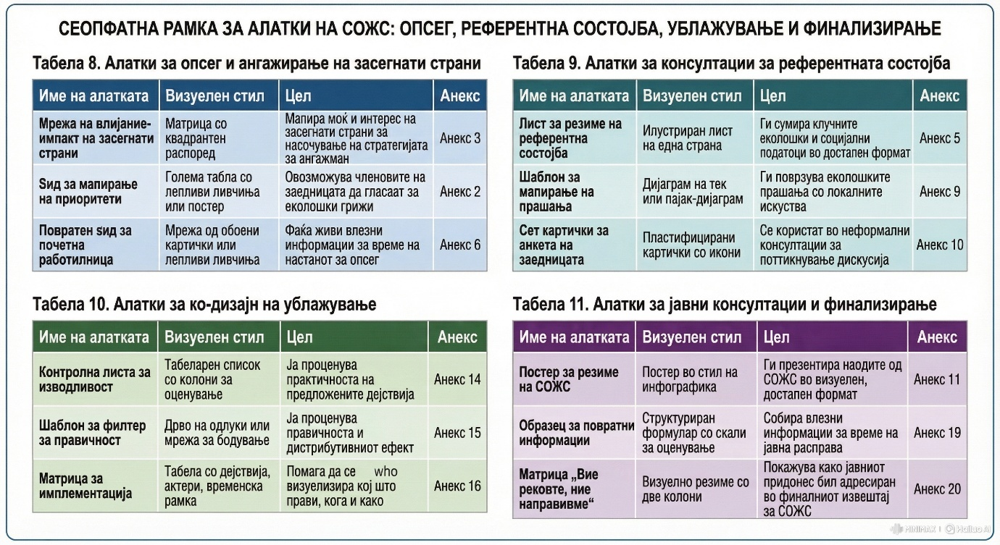 СЕОПФАТНА РАМКА ЗА АЛАТКИ НА СОЖС: ОПСЕГ, РЕФЕРЕНТНА СОСТОЈБА, УБЛАЖУВАЊЕ И ФИНАЛИЗИРАЊЕ
Табела 8. Алатки за опсег и ангажирање на засегнати страни
Име на алатката
Визуелен стил
Цел
Анекс
Мрежа на влијание-
импакт на засегнати
страни
Матрица со
квадрантен
распоред
Мапира моќ и интерес на
засегнати страни за
насочување на стратегијата
за ангажман
Анекс 3
Ѕид за мапирање
на приоритети
Голема табла со
лепливи ливчиња
или постер
Овозможува членовите на
заедницата да гласаат за
еколошки грижи
Анекс 2
Повратен ѕид за
почетна
работилница
Мрежа од обоени
картички или
лепливи ливчиња
Фаќа живи влезни
информации за време на
настанот за опсег
Анекс 6
Табела 9. Алатки за консултации за референтната состојба
Име на алатката
Визуелен стил
Цел
Анекс
Лист за резиме на
референтна
состојба
Илустриран лист
на една страна
Ги сумира клучните
еколошки и социјални
податоци во достапен формат
Анекс 5
Шаблон за
мапирање на
прашања
Дијаграм на тек
или пајак-дијаграм
Ги поврзува еколошките
прашања со локалните
искуства
Анекс 9
Сет картички за
анкета на
заедницата
Пластифицирани
картички со икони
Се користат во неформални
консултации за
поттикнување дискусија
Анекс 10
Табела 10. Алатки за ко-дизајн на ублажување
Име на алатката
Визуелен стил
Цел
Анекс
Контролна листа за
изводливост
Табеларен список
со колони за
оценување
Ја проценува
практичноста на
предложените дејствија
Анекс 14
Шаблон за филтер
за правичност
Дрво на одлуки или
мрежа за бодување
Ја проценува
правичноста и
дистрибутивниот ефект
Анекс 15
Матрица за
имплементација
Табела со дејствија,
актери, временска
рамка
Помага да се who
визуелизира кој што
прави, кога и како
Анекс 16
Табела 11. Алатки за јавни консултации и финализирање
Име на алатката
Визуелен стил
Цел
Анекс
Постер за резиме
на СОЖС
Постер во стил на
инфографика
Ги презентира наодите од
СОЖС во визуелен,
достапен формат
Анекс 11
Образец за повратни
информации
Структуриран
формулар со скали
за оценување
Собира влезни
информации за време на
јавна расправа
Анекс 19
Матрица „Вие
рековте, ние
направивме“
Визуелно резиме со
две колони
Покажува како јавниот
придонес бил адресиран
во финалниот извештај
за СОЖС
Анекс 20
MINIMAX | Hailuo AI